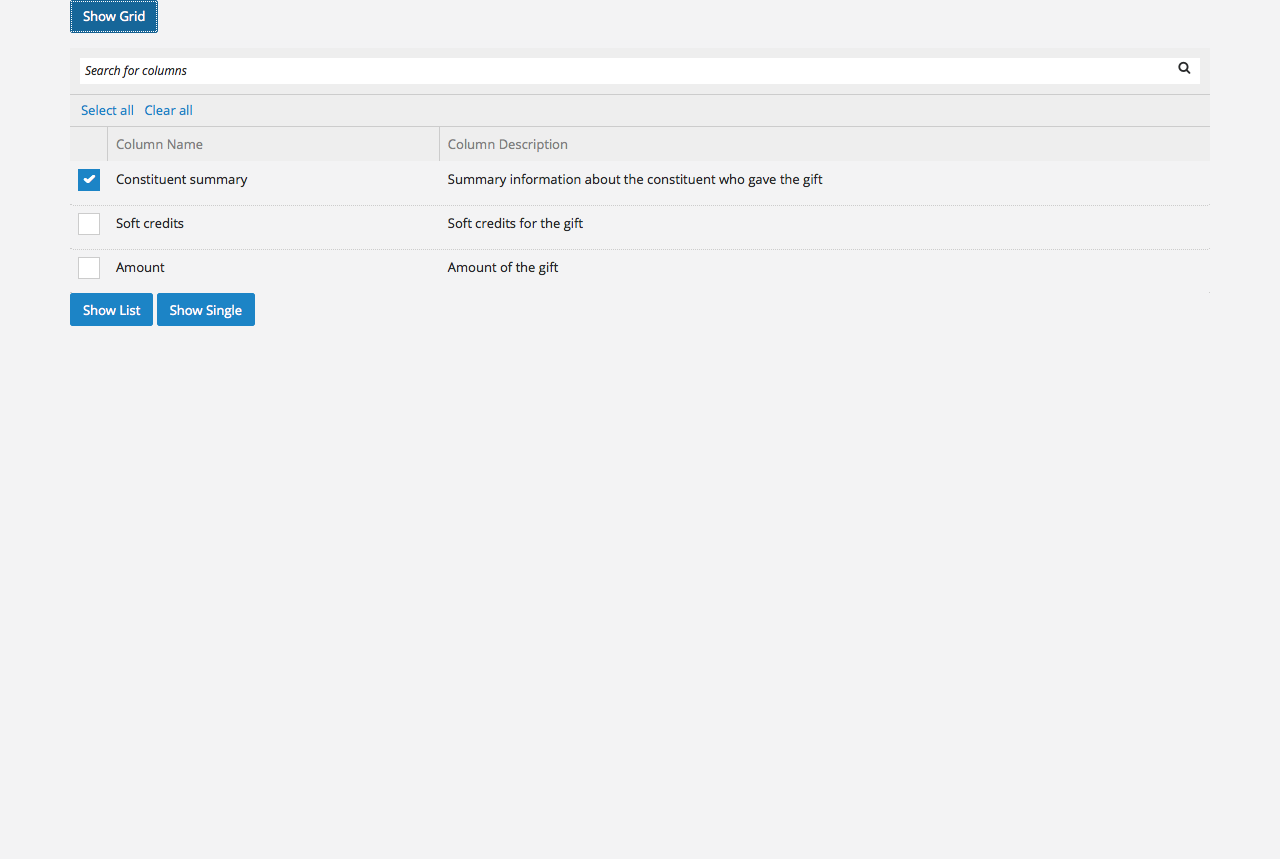 Show Grid
Search for columns
Select all Clear all
Column Name Column Description
Constituent summary Summary information about the constituent who gave the gift
Soft credits Soft credits for the gift
Amount Amount of the gift
Show List Show Single